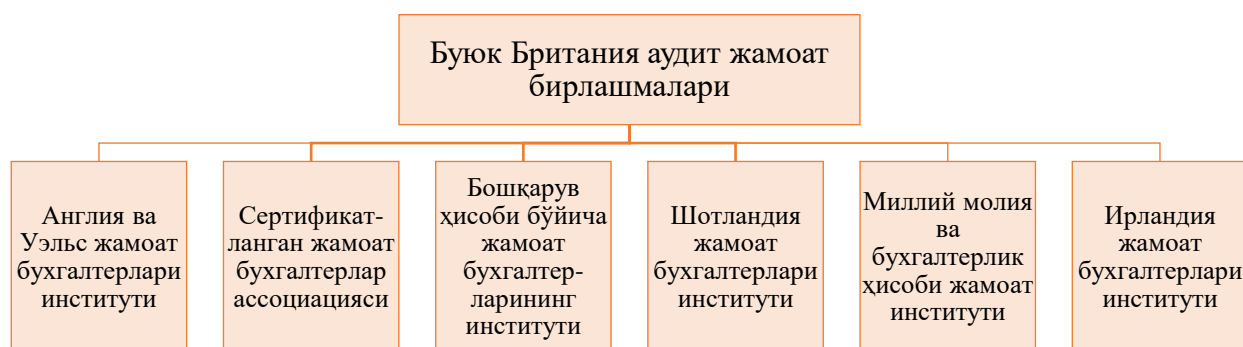 Буюк Британия аудит жамоат
бирлашмалари
Англия ва
Уэльс жамоат
бухгалтерлари
институти
Сертификат-
ланган жамоат
бухгалтерлар
ассоциацияси
Бошқарув
ҳисоби бўйича
жамоат
бухгалтер-
ларининг
институти
Шотландия
жамоат
бухгалтерлари
институти
Миллий молия
ва
бухгалтерлик
ҳисоби жамоат
институти
Ирландия
жамоат
бухгалтерлари
институти